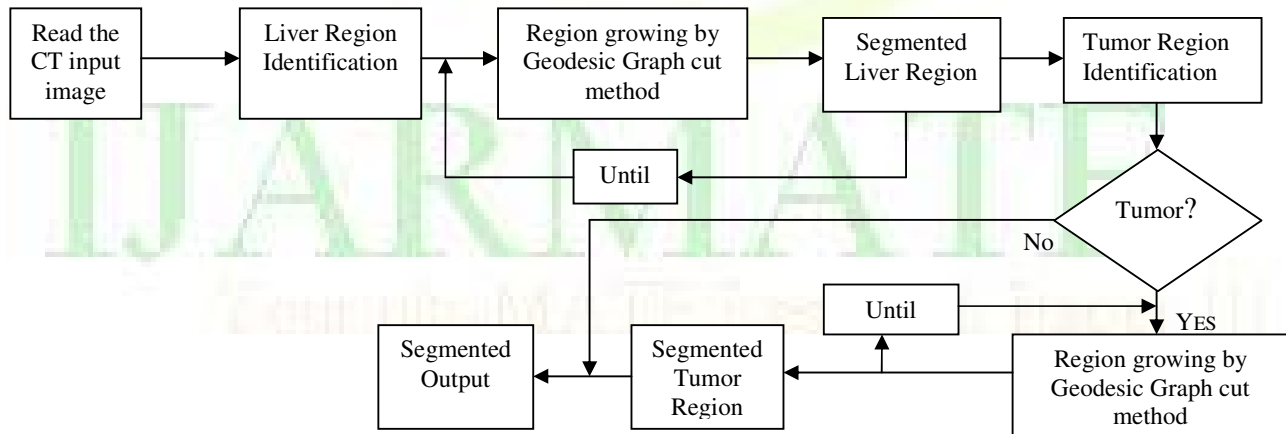 Read the
CT input
image
Liver Region
Identification
Region growing by
Geodesic Graph cut
method
Segmented
Liver Region
Tumor Region
Identification
Until
Tumor?
No
YES
Until
Segmented
Output
Segmented
Tumor
Region
Region growing by
Geodesic Graph cut
method
IJARMATE